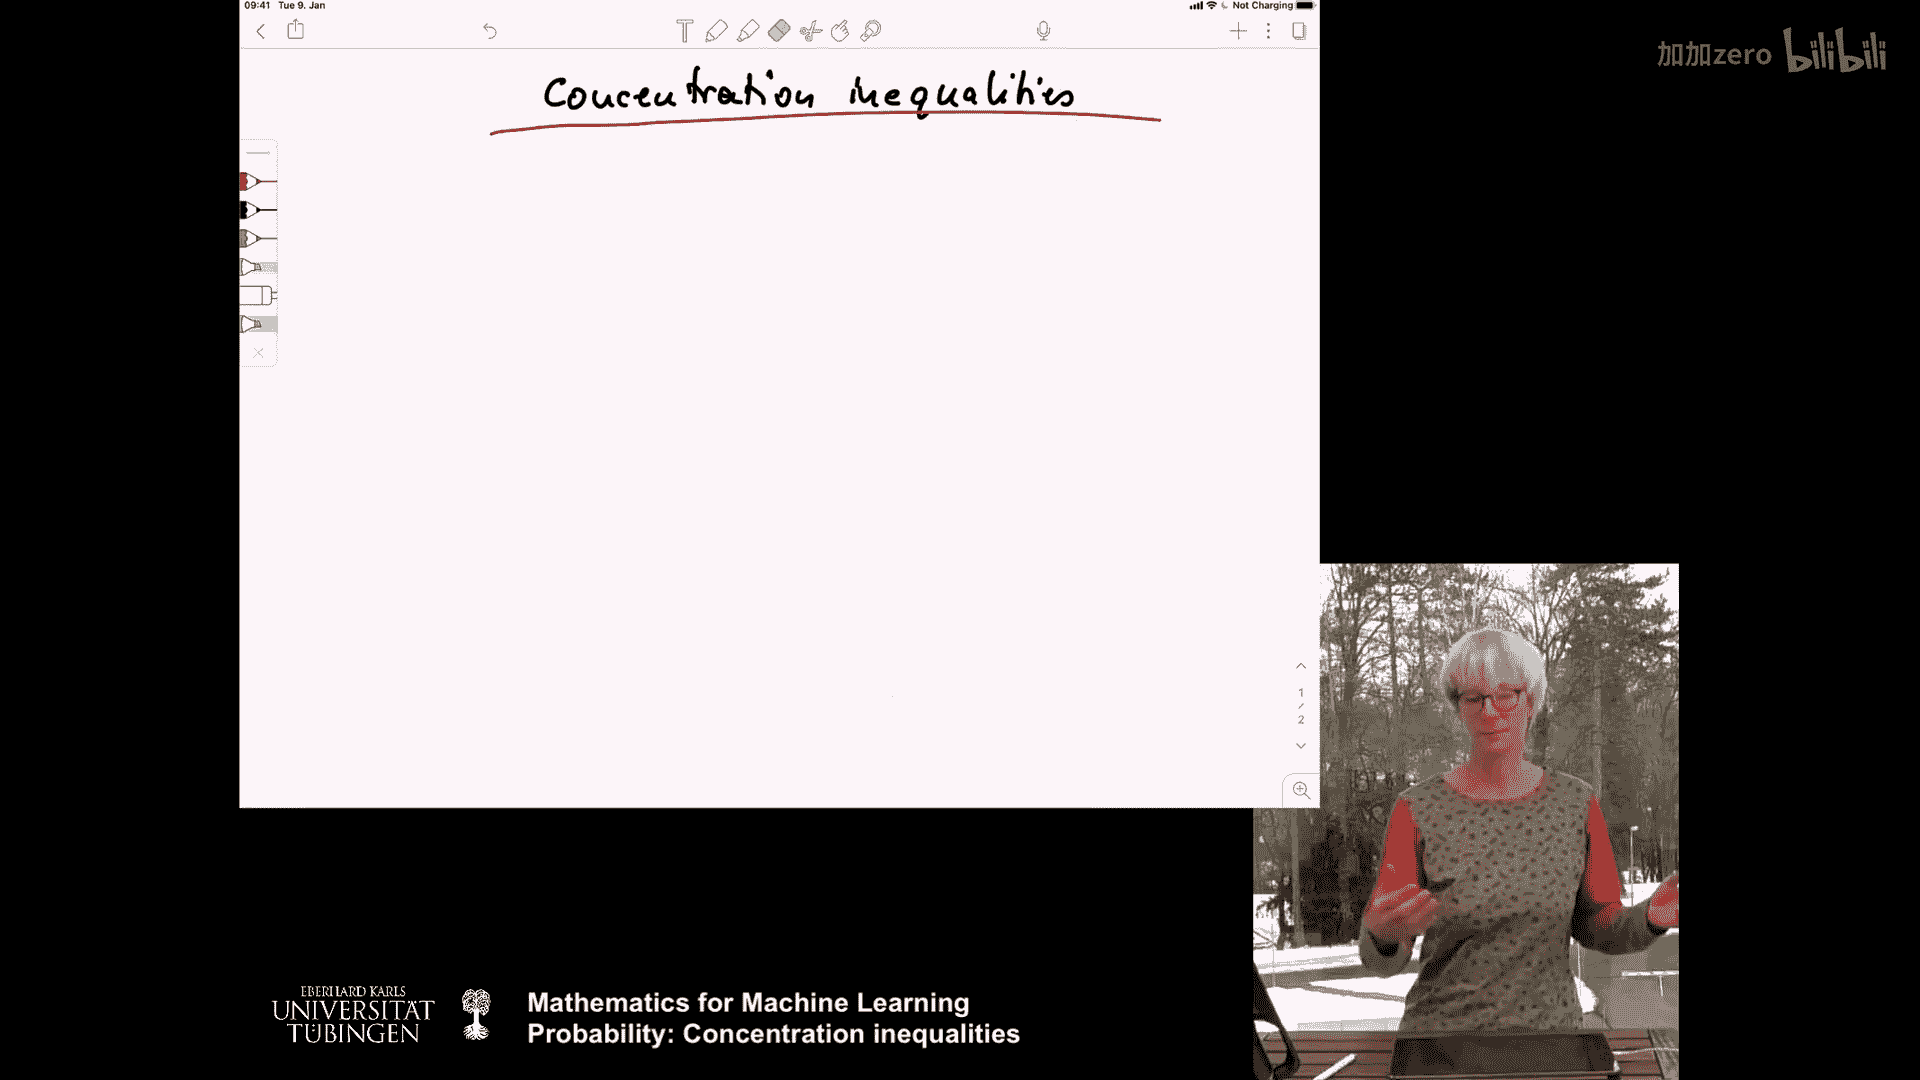 09:41 Tue 9. Jan
Not Charging
加加zero bilibili
Concentration inequalities
T
1
/
2
EBERHARD KARLS
UNIVERSITÄT
TÜBINGEN
Mathematics for Machine Learning
Probability: Concentration inequalities